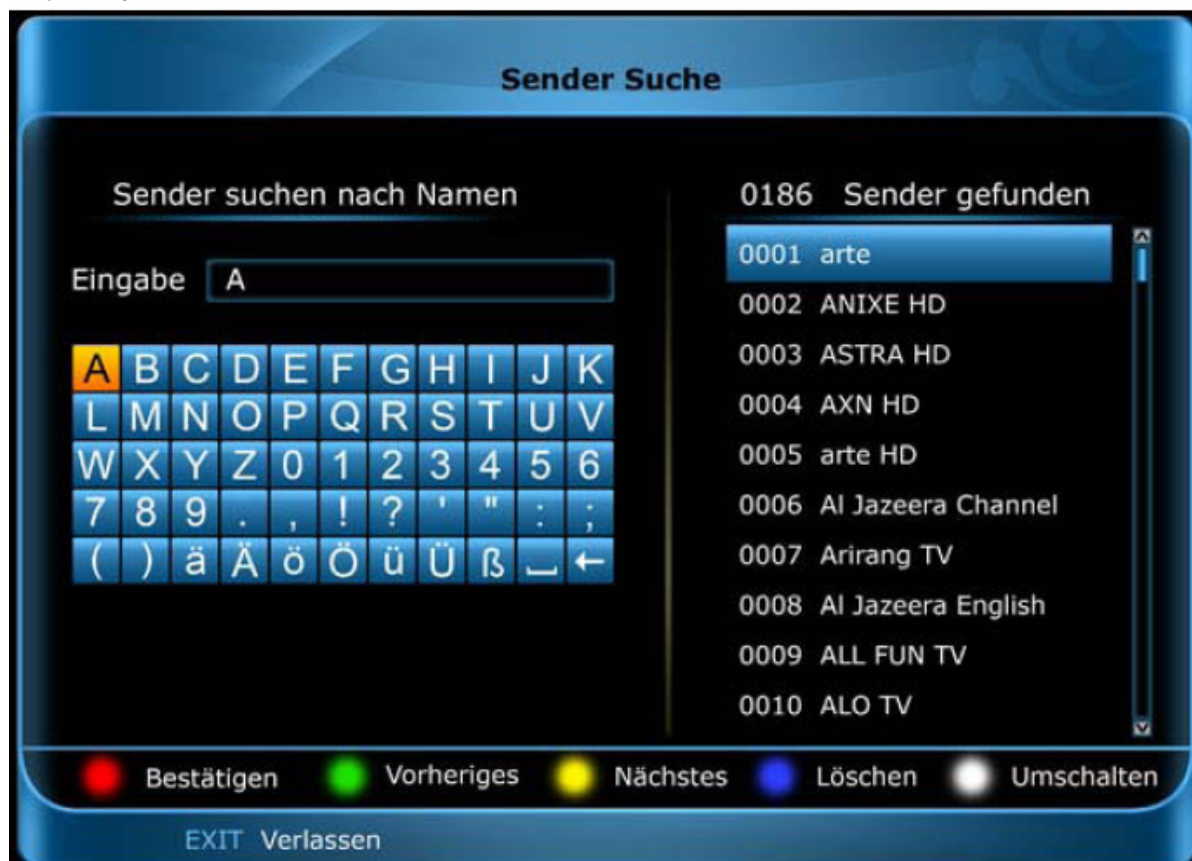 Sender Suche
Sender suchen nach Namen
Eingabe A
A B C D E F G H I J K
L M N O P Q R S T U V
W X Y Z 0 1 2 3 4 5 6
7 8 9 . , ! ? ' " : ;
( ) ä Ä ö Ö ü Ü ß ⎵ ←
0186 Sender gefunden
0001 arte
0002 ANIXE HD
0003 ASTRA HD
0004 AXN HD
0005 arte HD
0006 Al Jazeera Channel
0007 Arirang TV
0008 Al Jazeera English
0009 ALL FUN TV
0010 ALO TV
Bestätigen Vorheriges Nächstes Löschen Umschalten
EXIT Verlassen